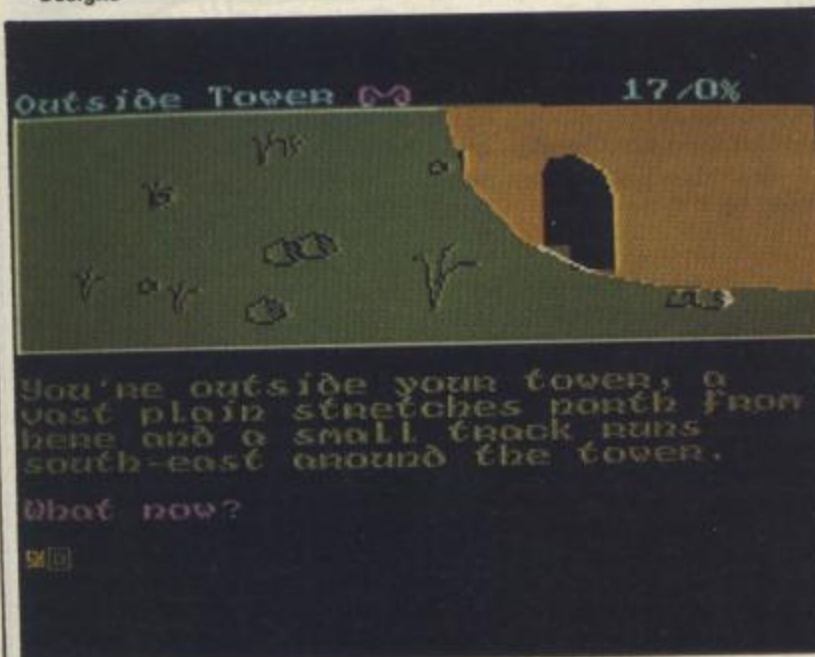 Designs
Outside Tower 17/0%
You're outside your tower, a
vast plain stretches north from
here and a small track runs
south-east around the tower.
What now?